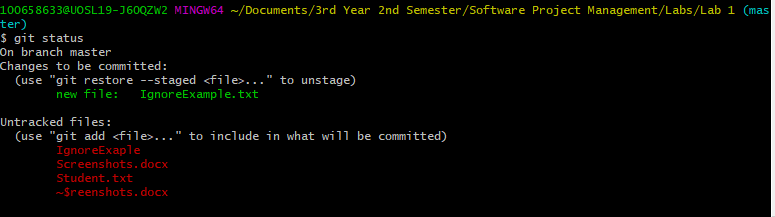 100658633@UOSL19-J6OQZW2 MINGW64 ~/Documents/3rd Year 2nd Semester/Software Project Management/Labs/Lab 1 (mas
ter)
$ git status
On branch master
Changes to be committed:
  (use "git restore --staged <file>..." to unstage)
        new file:   IgnoreExample.txt

Untracked files:
  (use "git add <file>..." to include in what will be committed)
        IgnoreExaple
        Screenshots.docx
        Student.txt
        ~$reenshots.docx